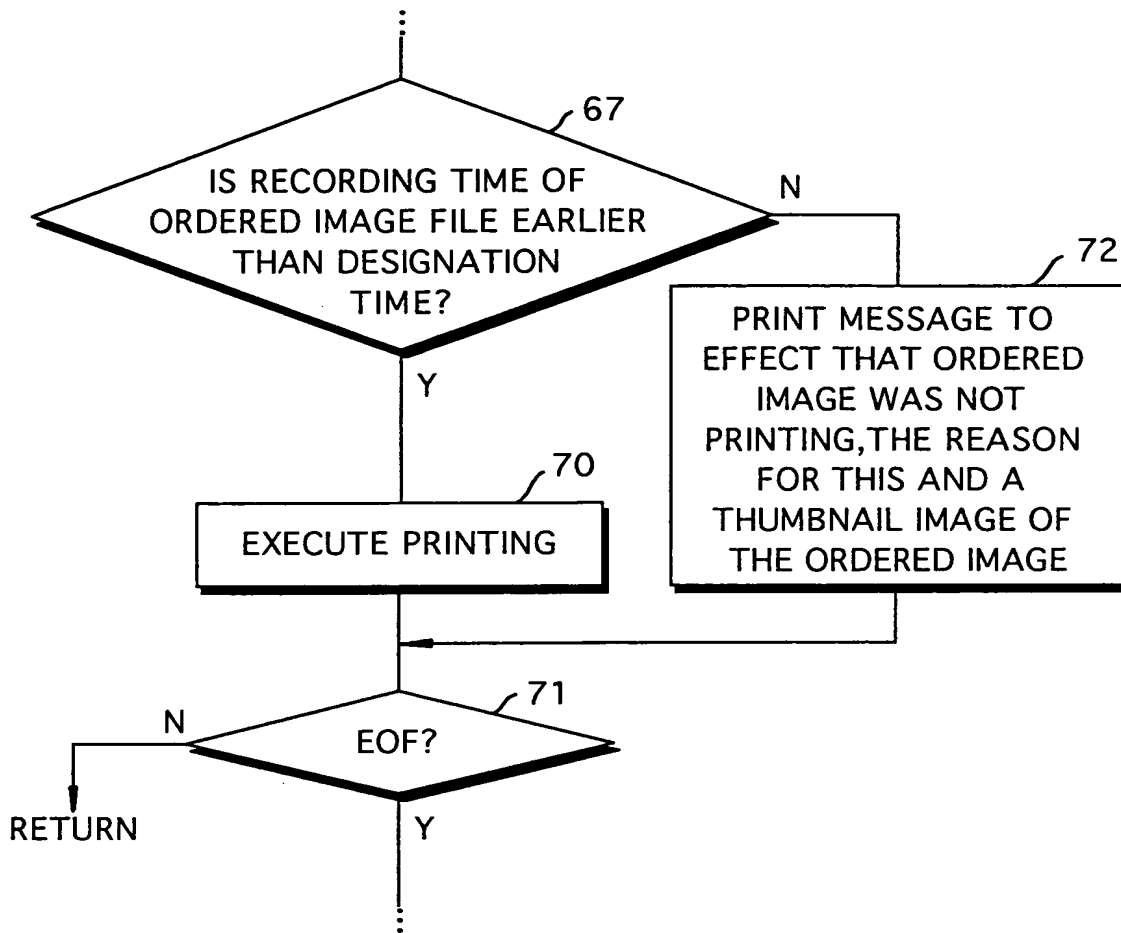 67
IS RECORDING TIME OF
ORDERED IMAGE FILE EARLIER
THAN DESIGNATION
TIME?
N
Y
72
PRINT MESSAGE TO
EFFECT THAT ORDERED
IMAGE WAS NOT
PRINTING,THE REASON
FOR THIS AND A
THUMBNAIL IMAGE OF
THE ORDERED IMAGE
70
EXECUTE PRINTING
71
N
EOF?
RETURN
Y